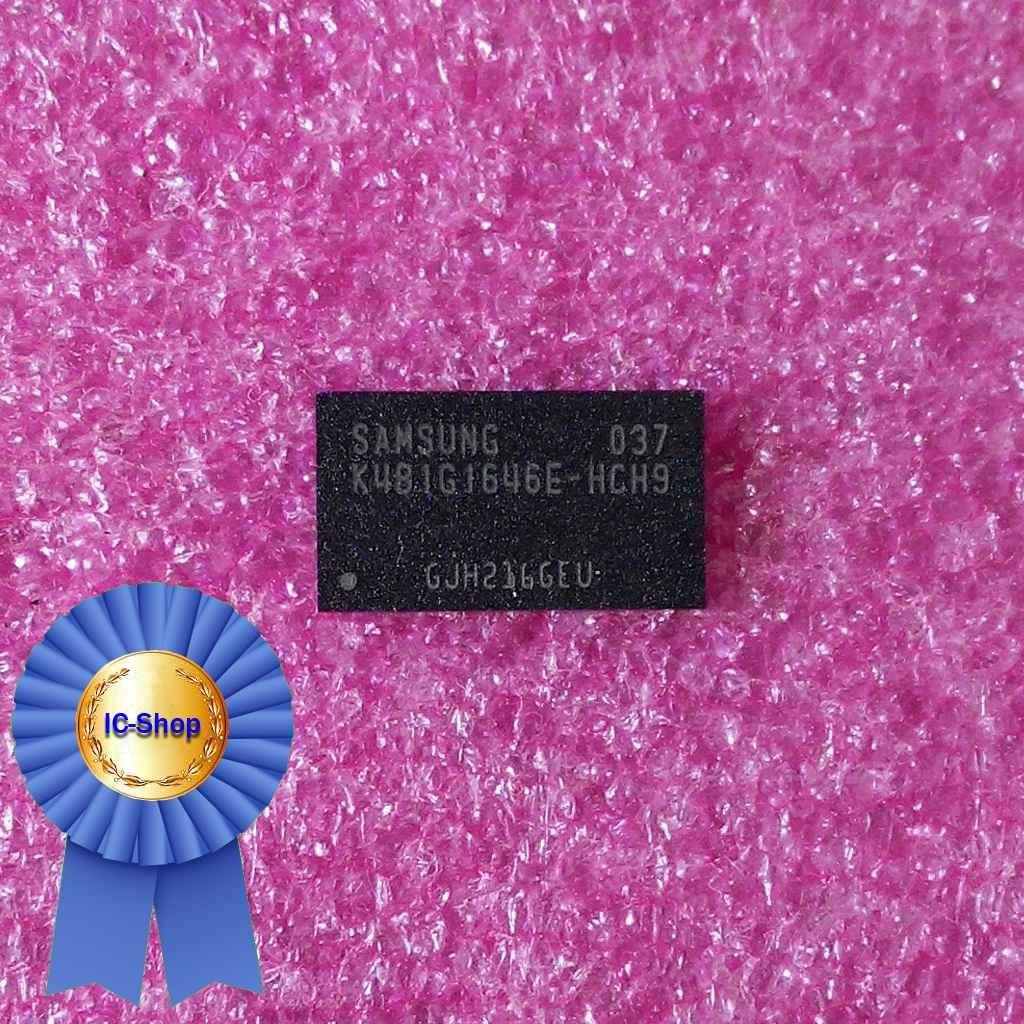 SAMSUNG 037
K4B1G1646E-HCH9
GJH216GEU
IC-Shop